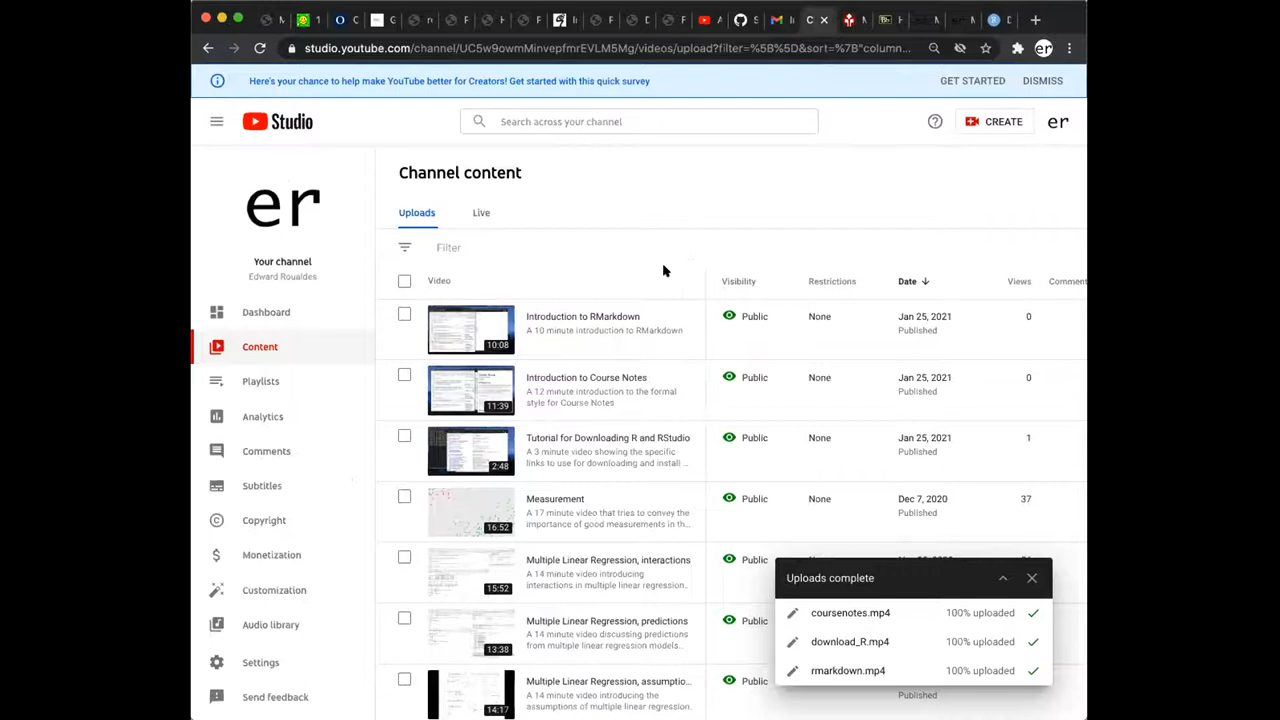 studio.youtube.com/channel/UC5w9owmMinvepfmrEVLM5Mg/videos/upload?filter=%5B%5D&sort=%7B"column...
er
Here's your chance to help make YouTube better for Creators! Get started with this quick survey
GET STARTED
DISMISS
Studio
Search across your channel
CREATE
er
er
Your channel
Edward Roualdes
Dashboard
Content
Playlists
Analytics
Comments
Subtitles
Copyright
Monetization
Customization
Audio library
Settings
Send feedback
Channel content
Uploads
Live
Filter
Video
Visibility
Restrictions
Date
Views
Comment
10:08
Introduction to RMarkdown
A 10 minute introduction to RMarkdown
Public
None
Jan 25, 2021
Published
0
11:39
Introduction to Course Notes
A 12 minute introduction to the formal
style for Course Notes
Public
None
Jan 25, 2021
Published
0
2:48
Tutorial for Downloading R and RStudio
A 3 minute video showing the specific
links to use for downloading and install ...
Public
None
Jan 25, 2021
Published
1
16:52
Measurement
A 17 minute video that tries to convey the
importance of good measurements in th...
Public
None
Dec 7, 2020
Published
37
15:52
Multiple Linear Regression, interactions
A 14 minute video introducing
interactions in multiple linear regression...
Public
13:38
Multiple Linear Regression, predictions
A 14 minute video discussing predictions
from multiple linear regression models...
Public
14:17
Multiple Linear Regression, assumptio...
A 14 minute video introducing the
assumptions of multiple linear regression.
Public
Published
Uploads complete
coursenotes.mp4
100% uploaded
download_R.mp4
100% uploaded
rmarkdown.mp4
100% uploaded